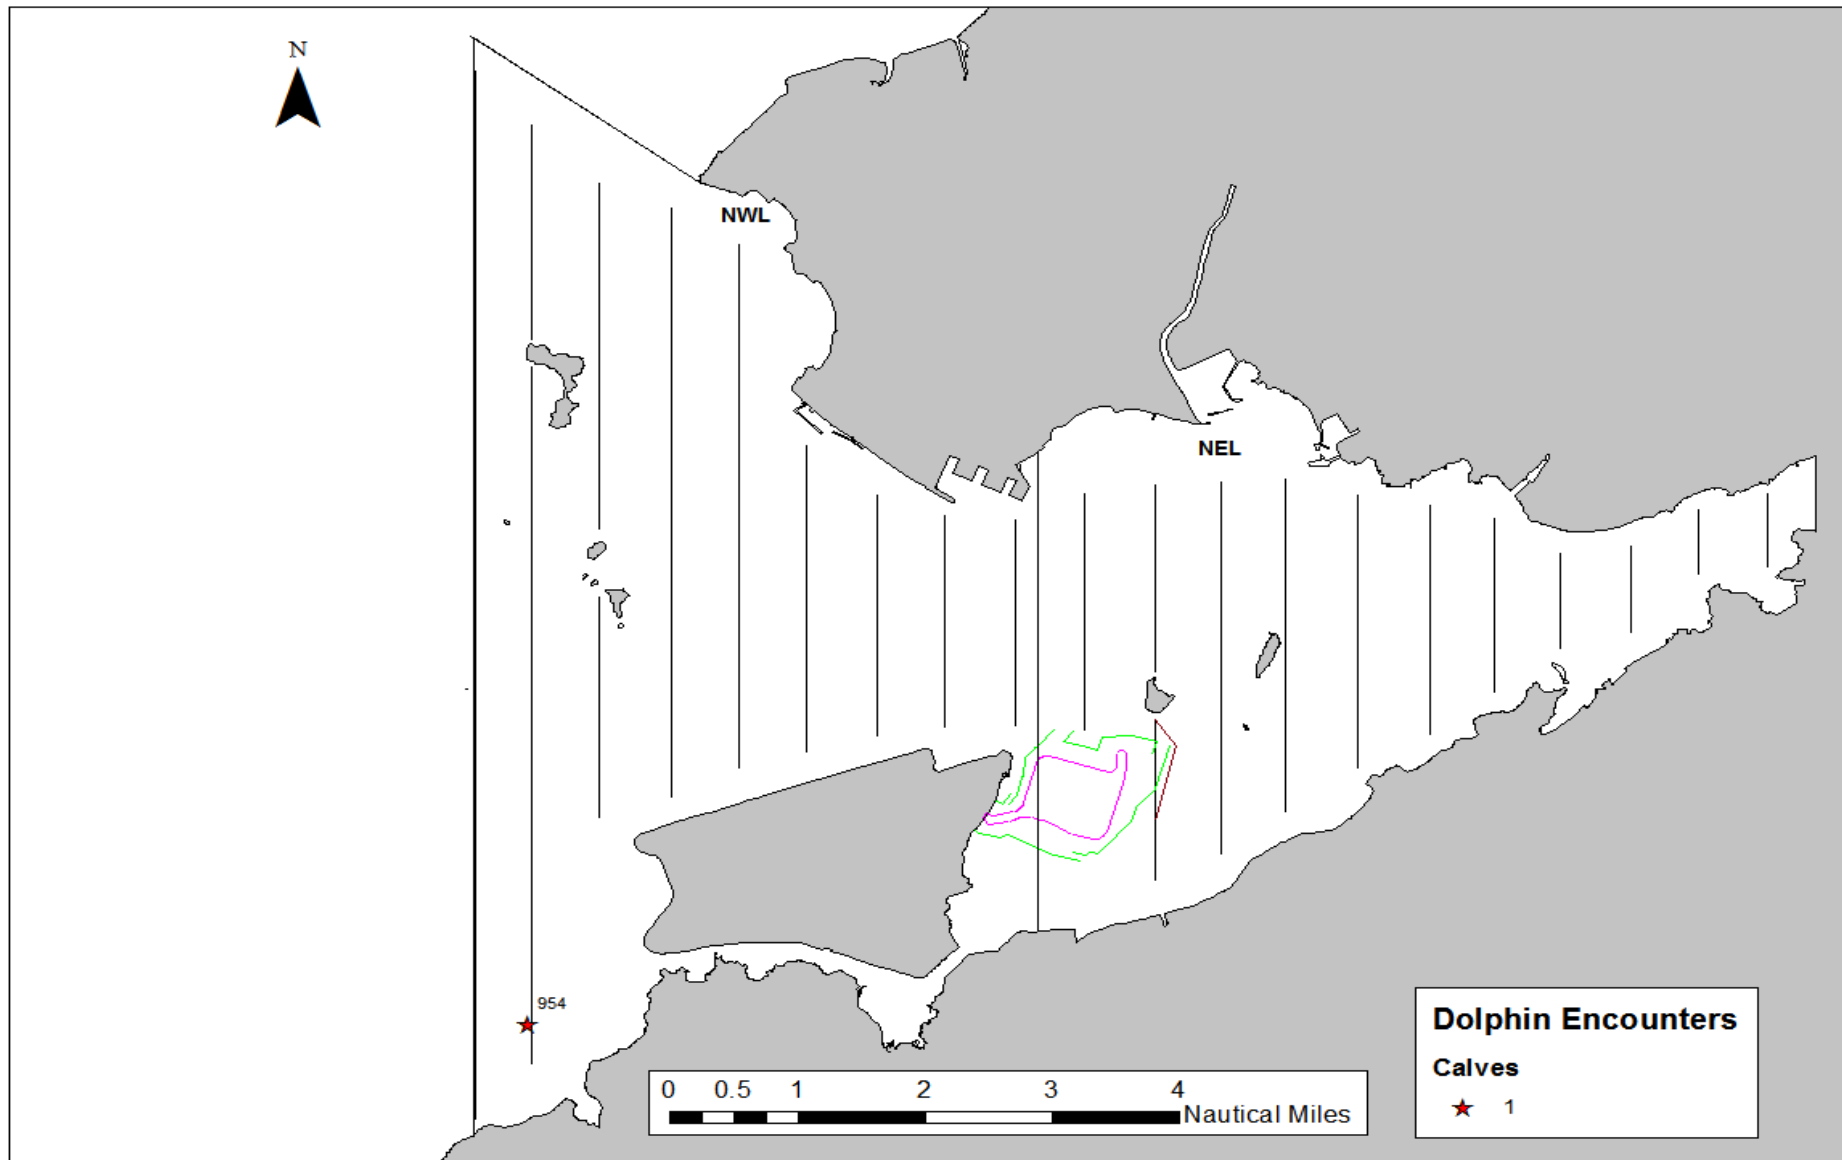 N
NWL
NEL
954
Dolphin Encounters
Calves
1
0 0.5 1 2 3 4
Nautical Miles